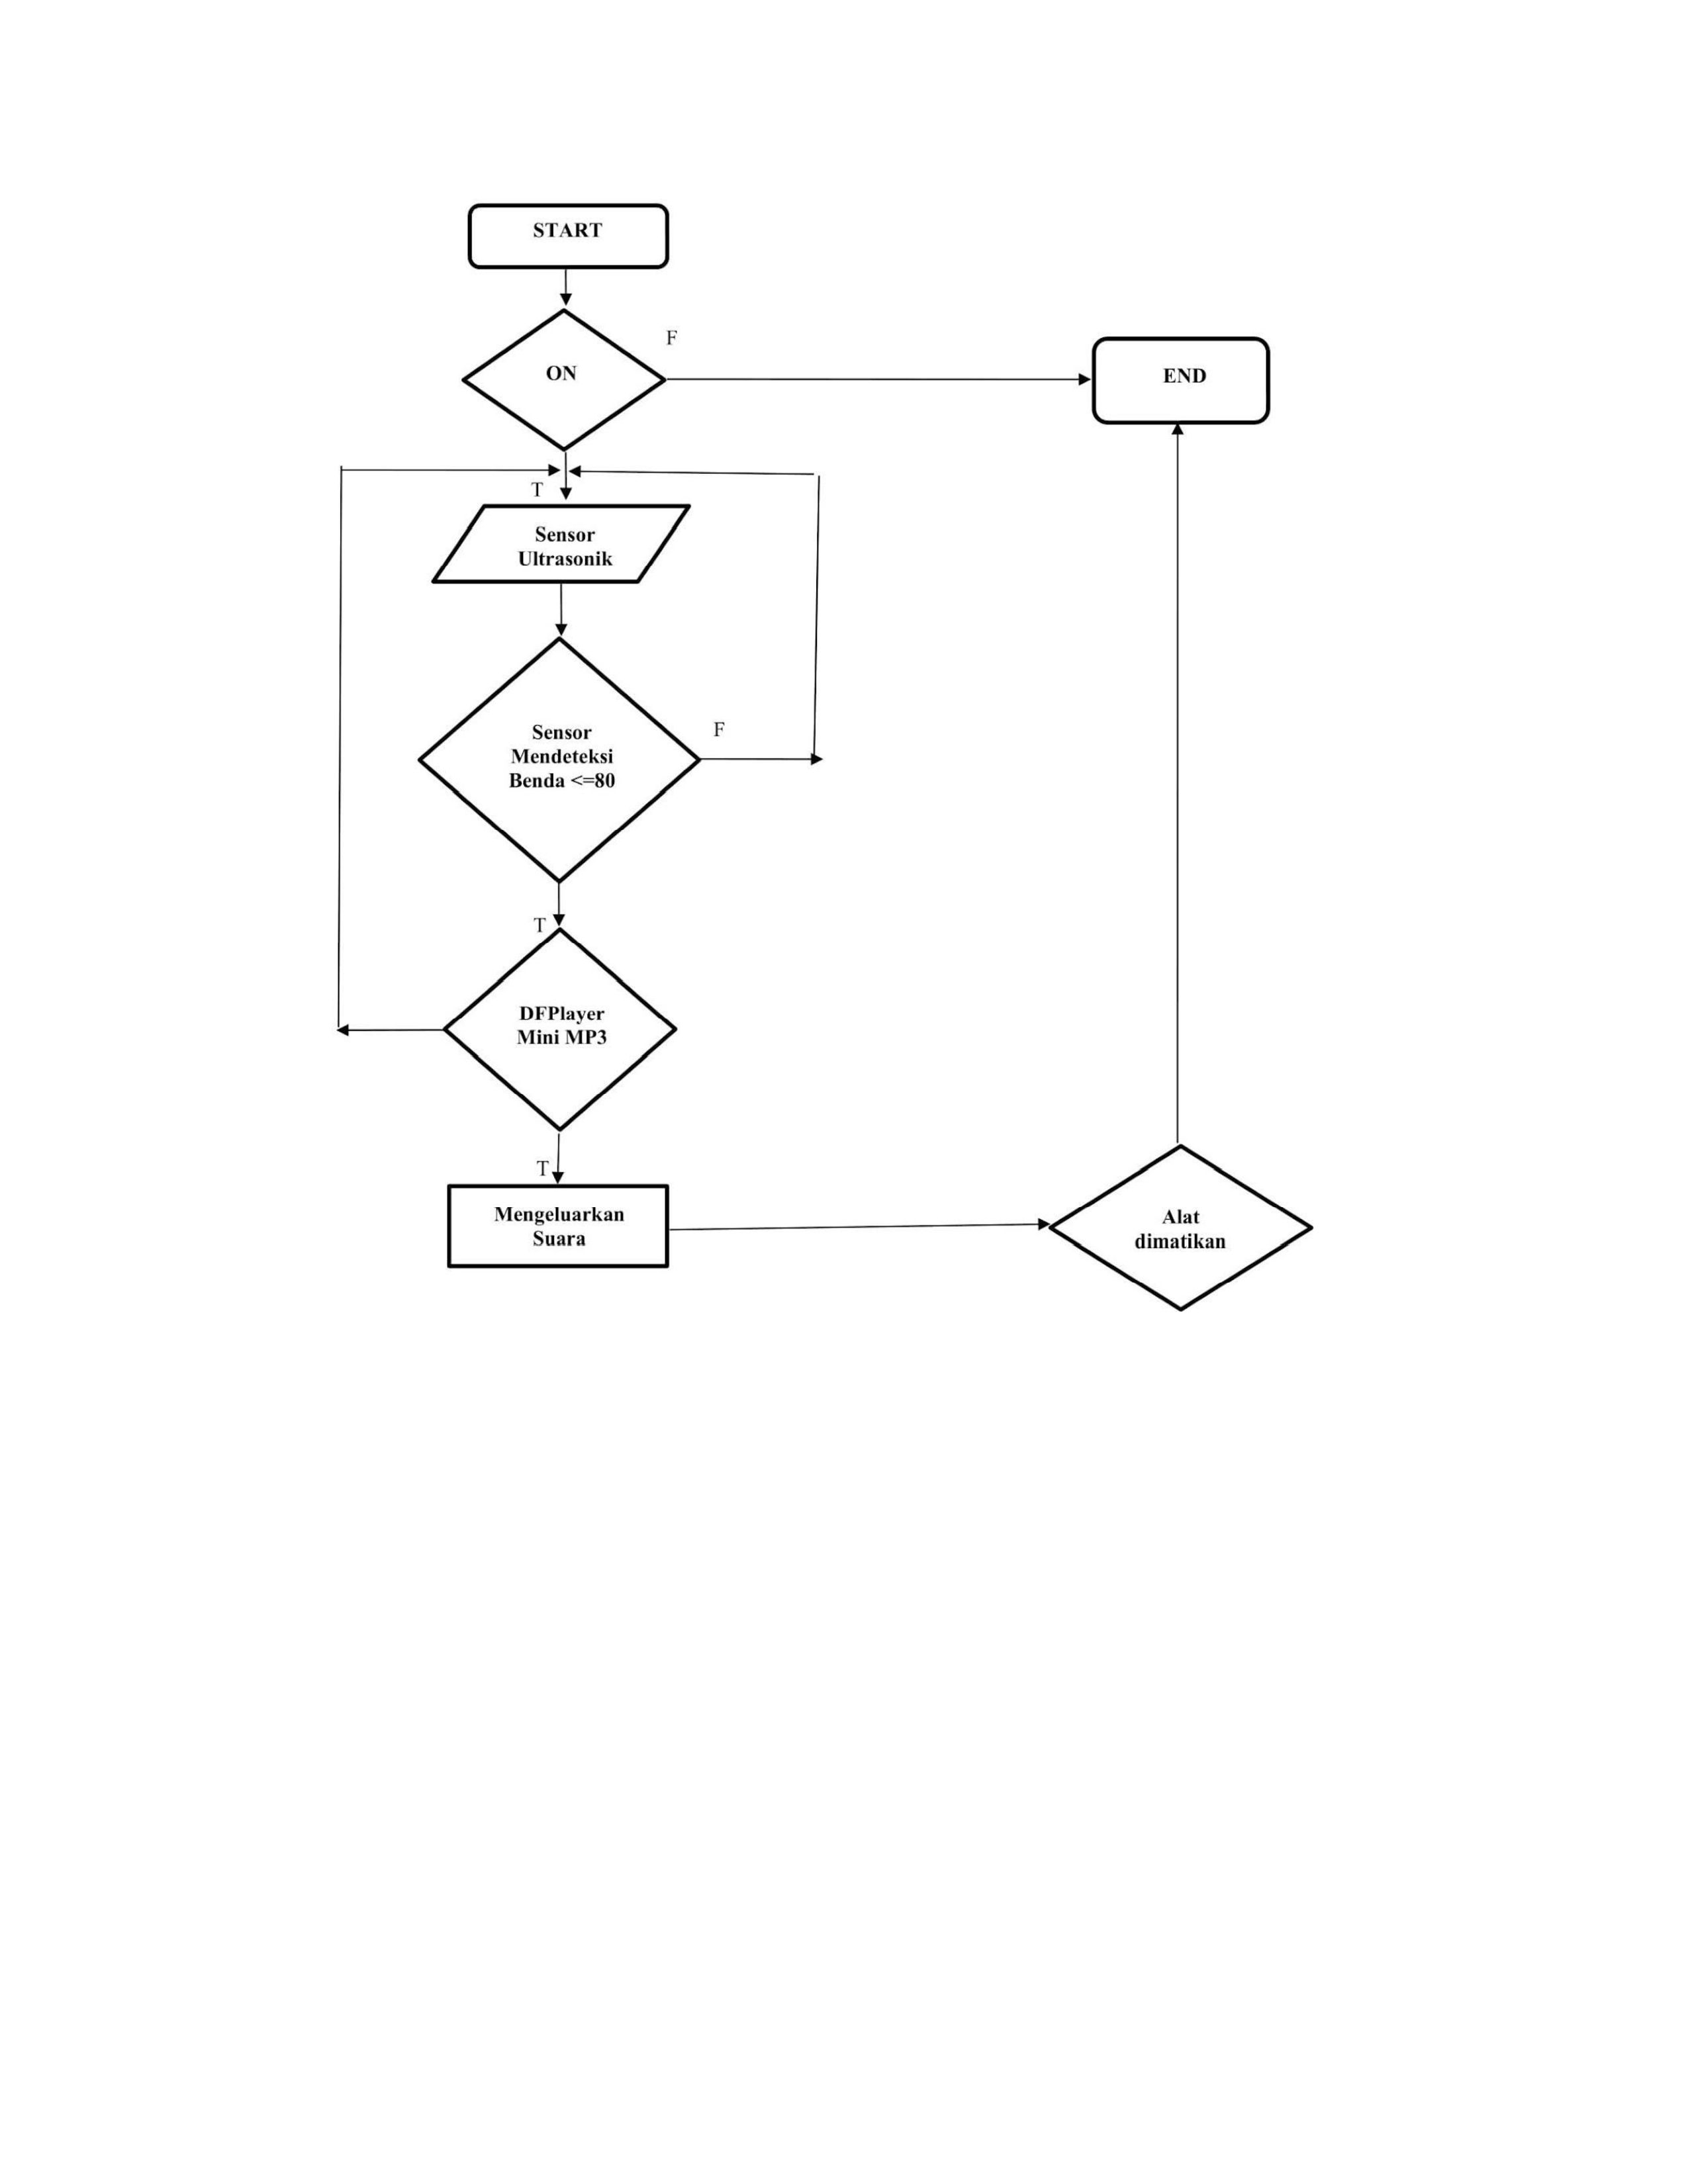 START
F
ON
END
T
Sensor
Ultrasonik
F
Sensor
Mendeteksi
Benda <=80
T
DFPlayer
Mini MP3
T
Mengeluarkan
Suara
Alat
dimatikan